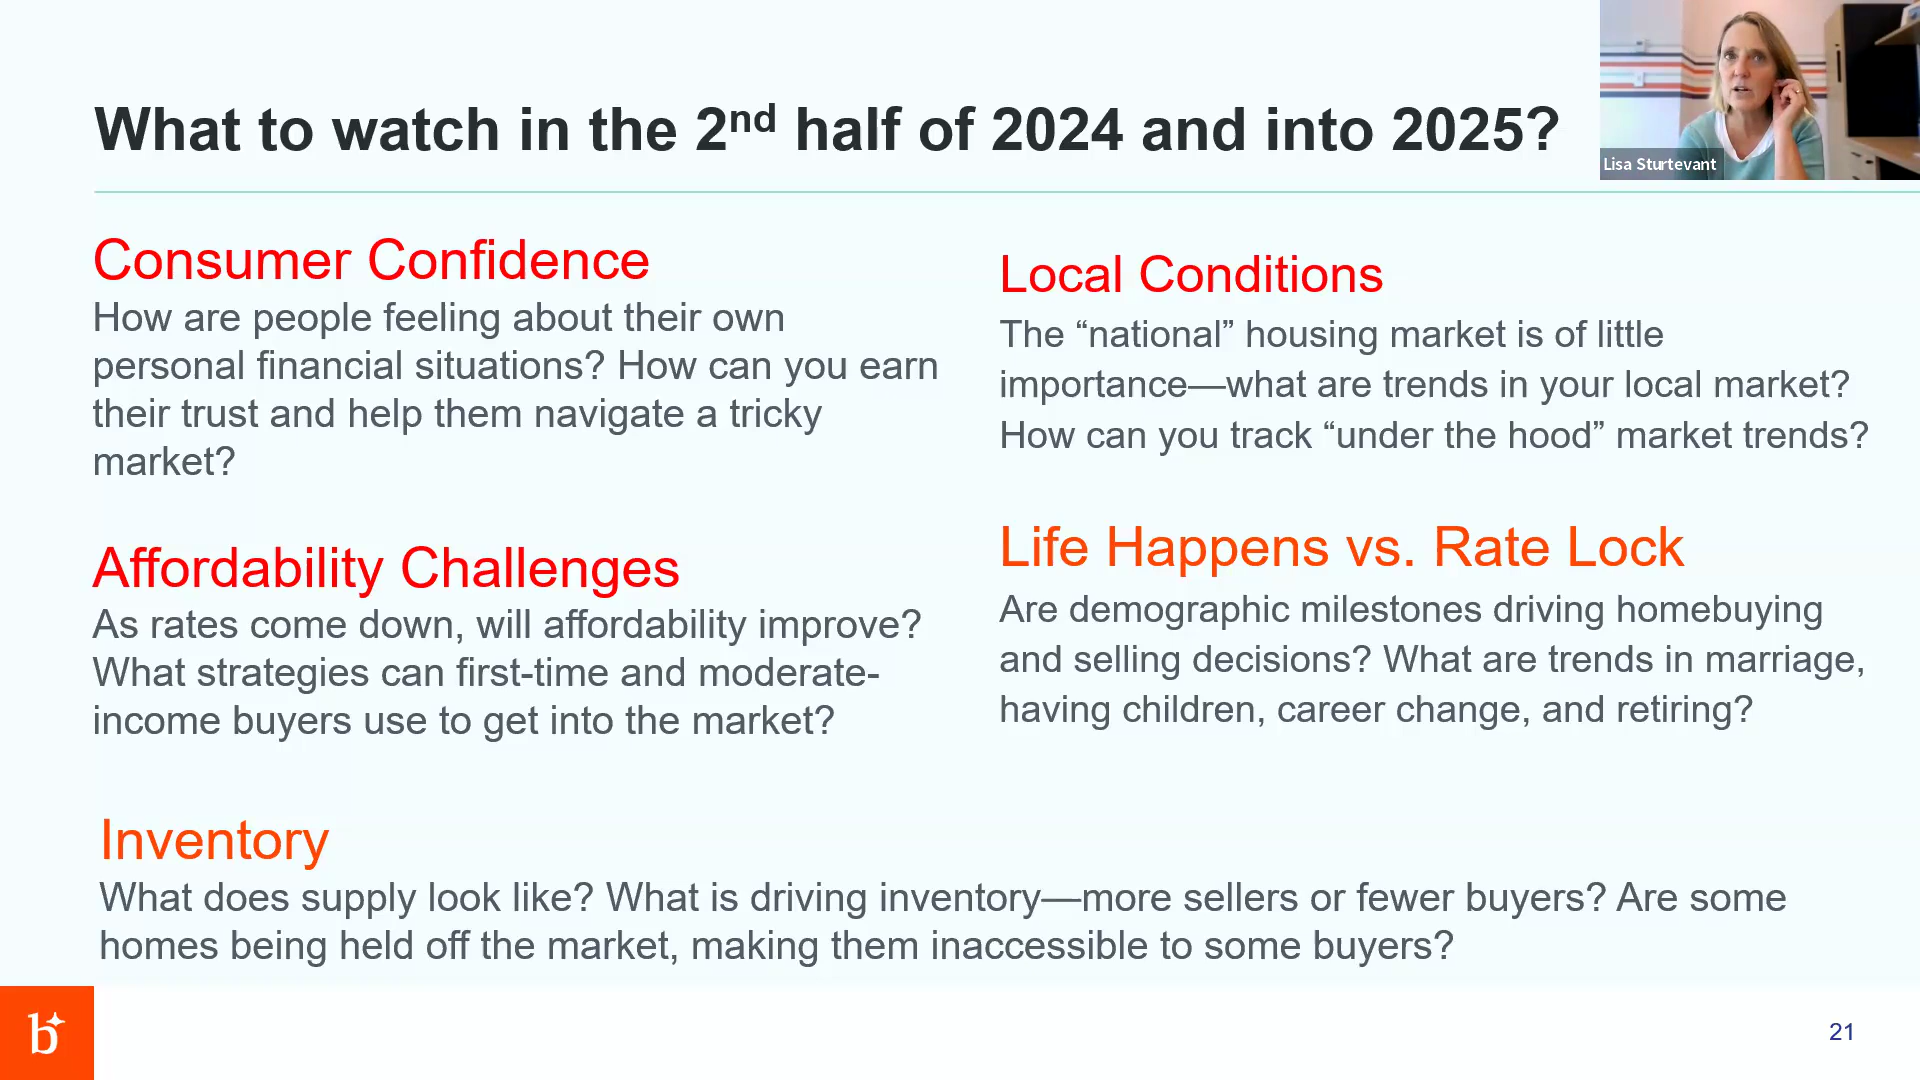 What to watch in the 2nd half of 2024 and into 2025?
Lisa Sturtevant
Consumer Confidence
How are people feeling about their own
personal financial situations? How can you earn
their trust and help them navigate a tricky
market?
Affordability Challenges
As rates come down, will affordability improve?
What strategies can first-time and moderate-
income buyers use to get into the market?
Local Conditions
The “national” housing market is of little
importance—what are trends in your local market?
How can you track “under the hood” market trends?
Life Happens vs. Rate Lock
Are demographic milestones driving homebuying
and selling decisions? What are trends in marriage,
having children, career change, and retiring?
Inventory
What does supply look like? What is driving inventory—more sellers or fewer buyers? Are some
homes being held off the market, making them inaccessible to some buyers?
b
21